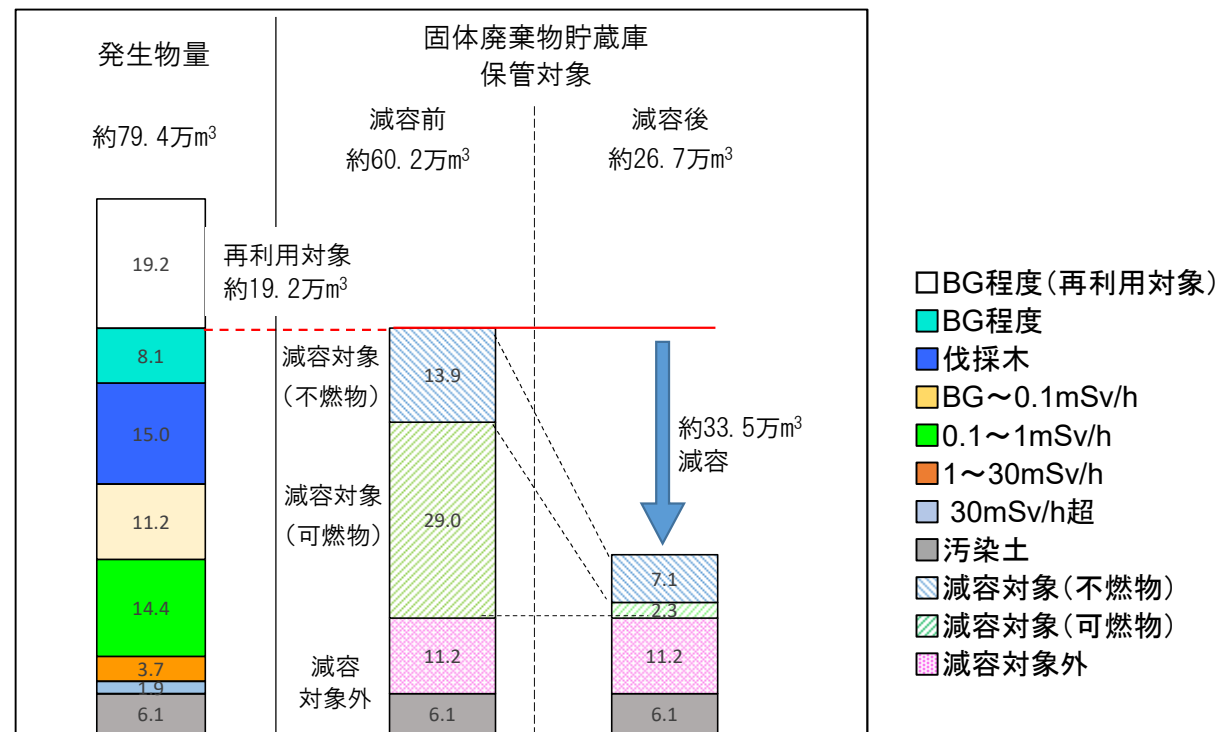 発生物量
約79.4万m³
固体廃棄物貯蔵庫
保管対象
減容前
約60.2万m³
減容後
約26.7万m³
19.2
8.1
15.0
11.2
14.4
3.7
1.9
6.1
再利用対象
約19.2万m³
減容対象
(不燃物)
減容対象
(可燃物)
減容
対象外
13.9
29.0
11.2
6.1
約33.5万m³
減容
7.1
2.3
11.2
6.1
BG程度(再利用対象)
BG程度
伐採木
BG～0.1mSv/h
0.1～1mSv/h
1～30mSv/h
30mSv/h超
汚染土
減容対象(不燃物)
減容対象(可燃物)
減容対象外